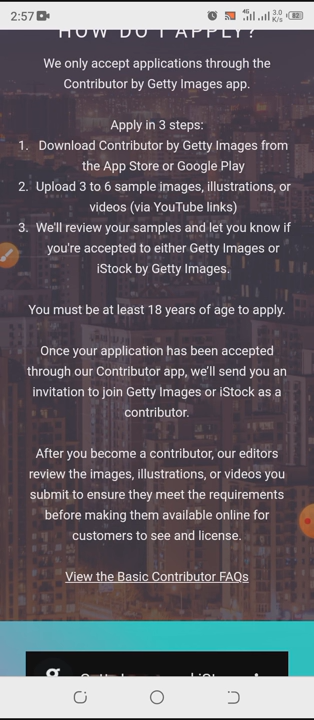 2:57
4G
3.0
K/s
82
HOW DO I APPLY?
We only accept applications through the
Contributor by Getty Images app.
Apply in 3 steps:
1. Download Contributor by Getty Images from
the App Store or Google Play
2. Upload 3 to 6 sample images, illustrations, or
videos (via YouTube links)
3. We'll review your samples and let you know if
you're accepted to either Getty Images or
iStock by Getty Images.
You must be at least 18 years of age to apply.
Once your application has been accepted
through our Contributor app, we'll send you an
invitation to join Getty Images or iStock as a
contributor.
After you become a contributor, our editors
review the images, illustrations, or videos you
submit to ensure they meet the requirements
before making them available online for
customers to see and license.
View the Basic Contributor FAQs